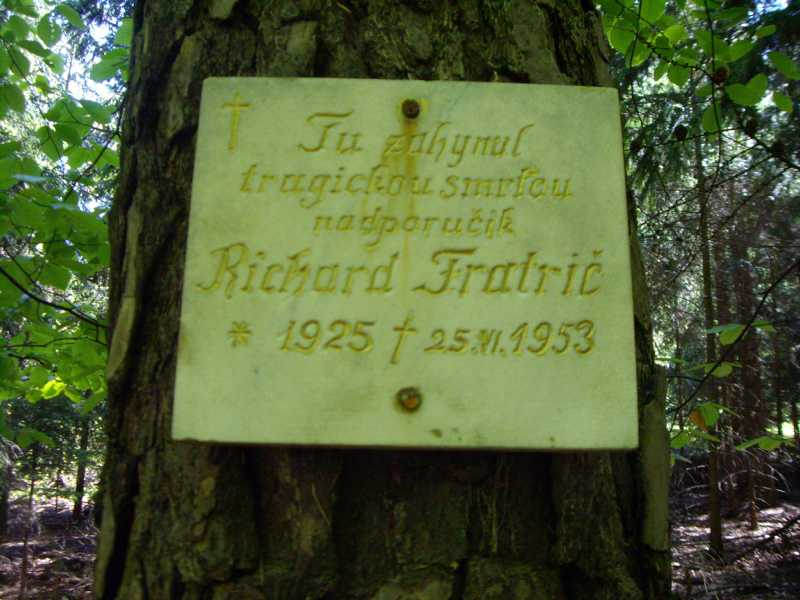 † Tu zahynul
tragickou smrťou
nadporučík
Richard Fratrič
* 1925 † 25.VI.1953